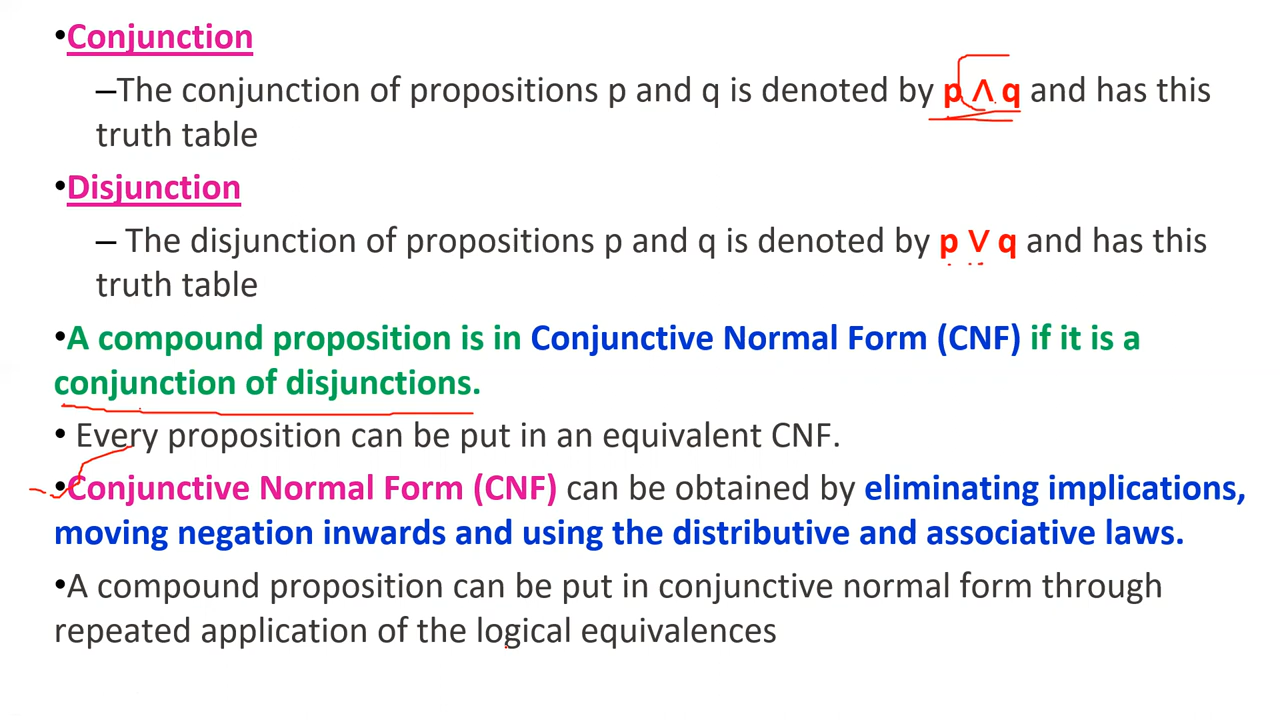 •Conjunction
–The conjunction of propositions p and q is denoted by p ∧ q and has this
truth table
•Disjunction
– The disjunction of propositions p and q is denoted by p ∨ q and has this
truth table
•A compound proposition is in Conjunctive Normal Form (CNF) if it is a
conjunction of disjunctions.
• Every proposition can be put in an equivalent CNF.
•Conjunctive Normal Form (CNF) can be obtained by eliminating implications,
moving negation inwards and using the distributive and associative laws.
•A compound proposition can be put in conjunctive normal form through
repeated application of the logical equivalences